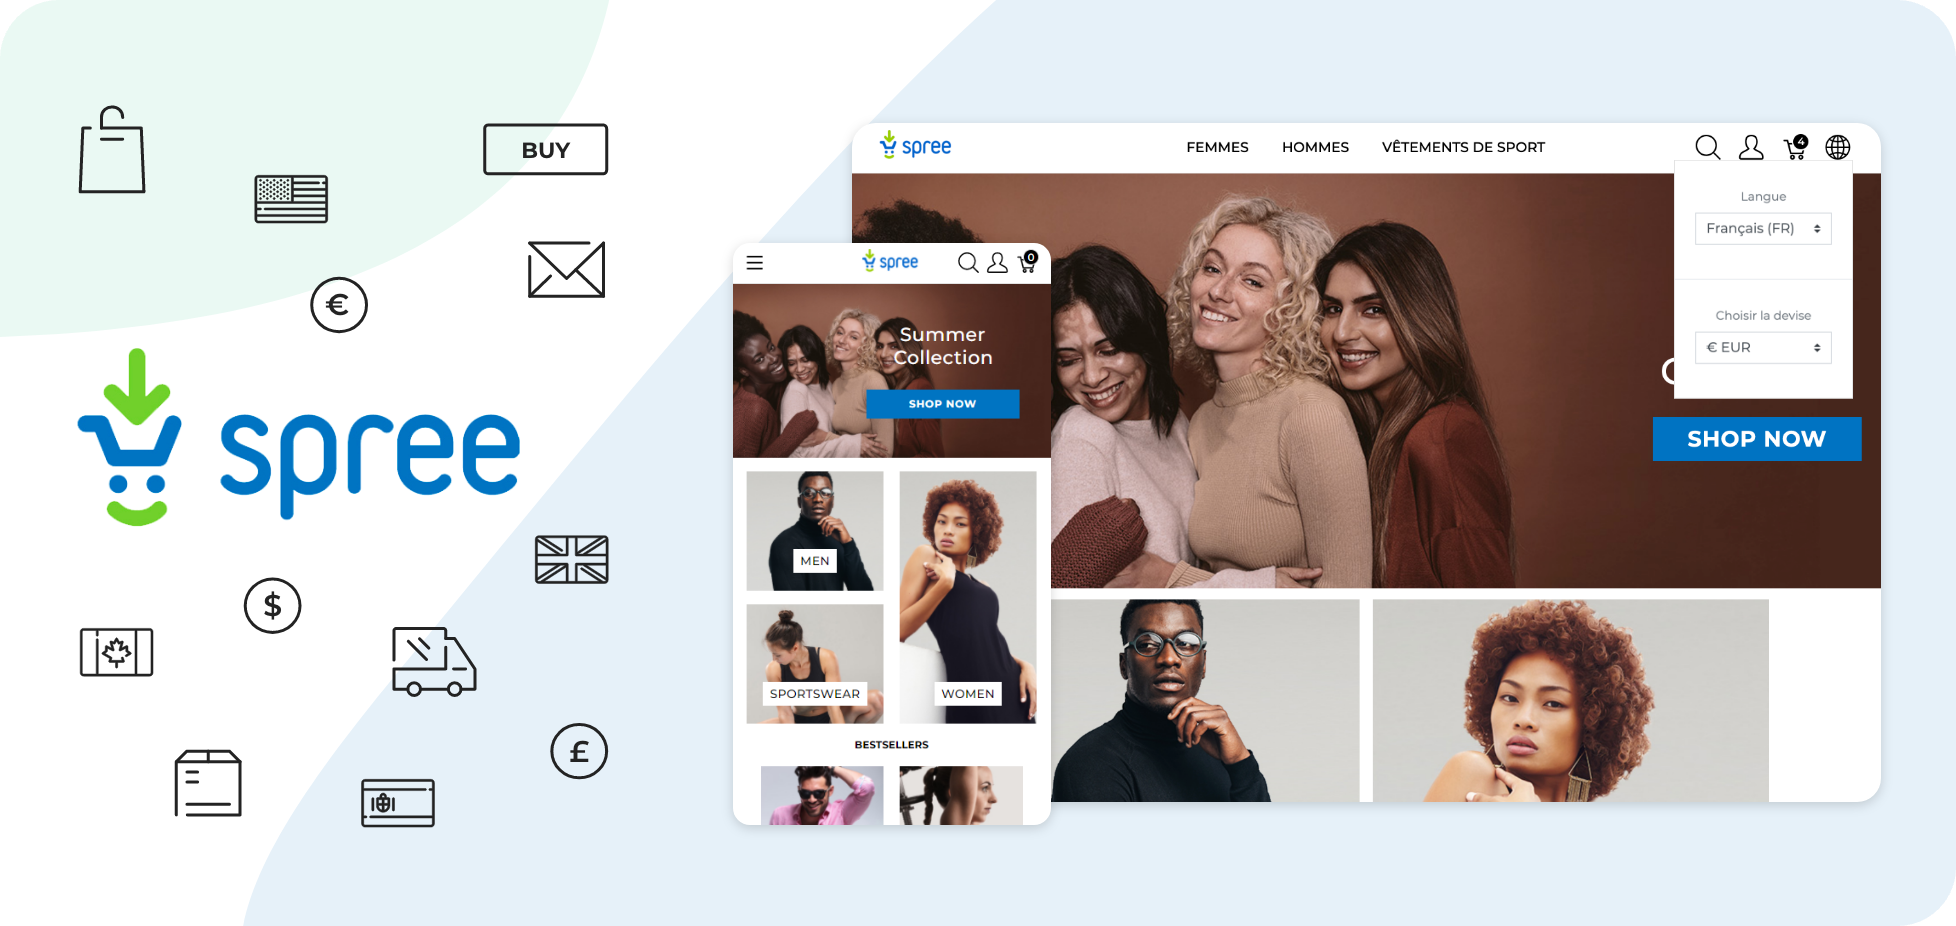 BUY
€
spree
$
£
spree
0
Summer
Collection
SHOP NOW
MEN
SPORTSWEAR
WOMEN
BESTSELLERS
spree
FEMMES
HOMMES
VÊTEMENTS DE SPORT
4
Langue
Français (FR)
Choisir la devise
€ EUR
SHOP NOW